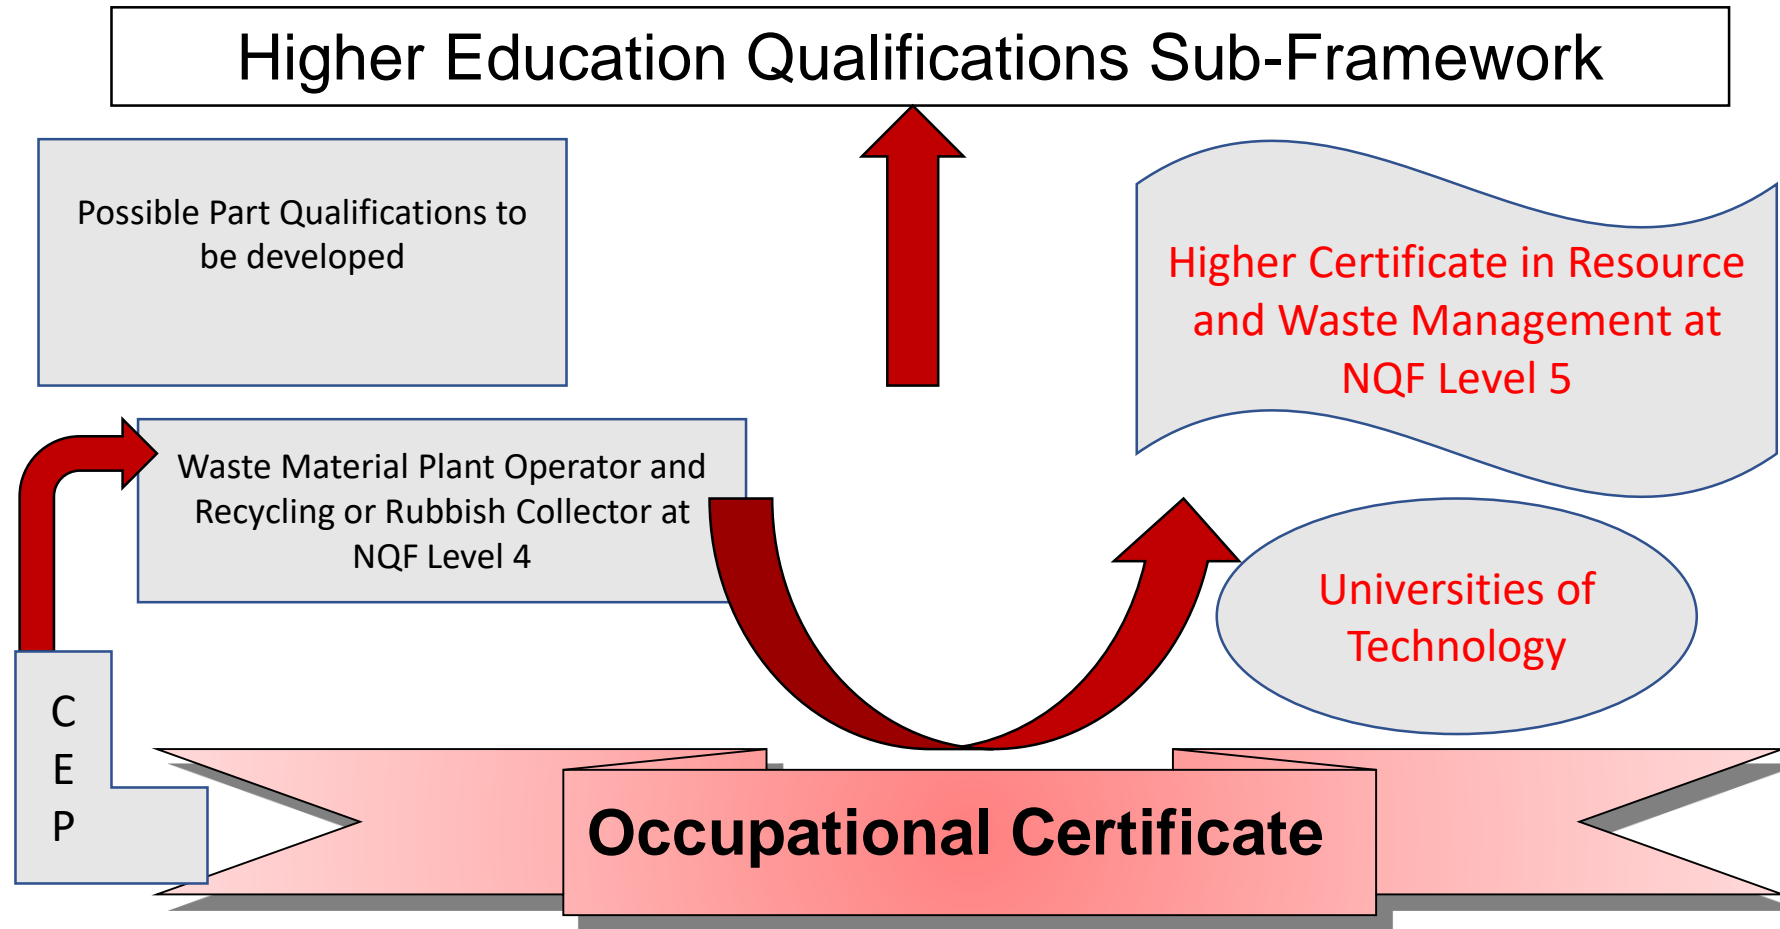 Higher Education Qualifications Sub-Framework
Possible Part Qualifications to
be developed
Higher Certificate in Resource
and Waste Management at
NQF Level 5
Waste Material Plant Operator and
Recycling or Rubbish Collector at
NQF Level 4
Universities of
Technology
C
E
P
Occupational Certificate